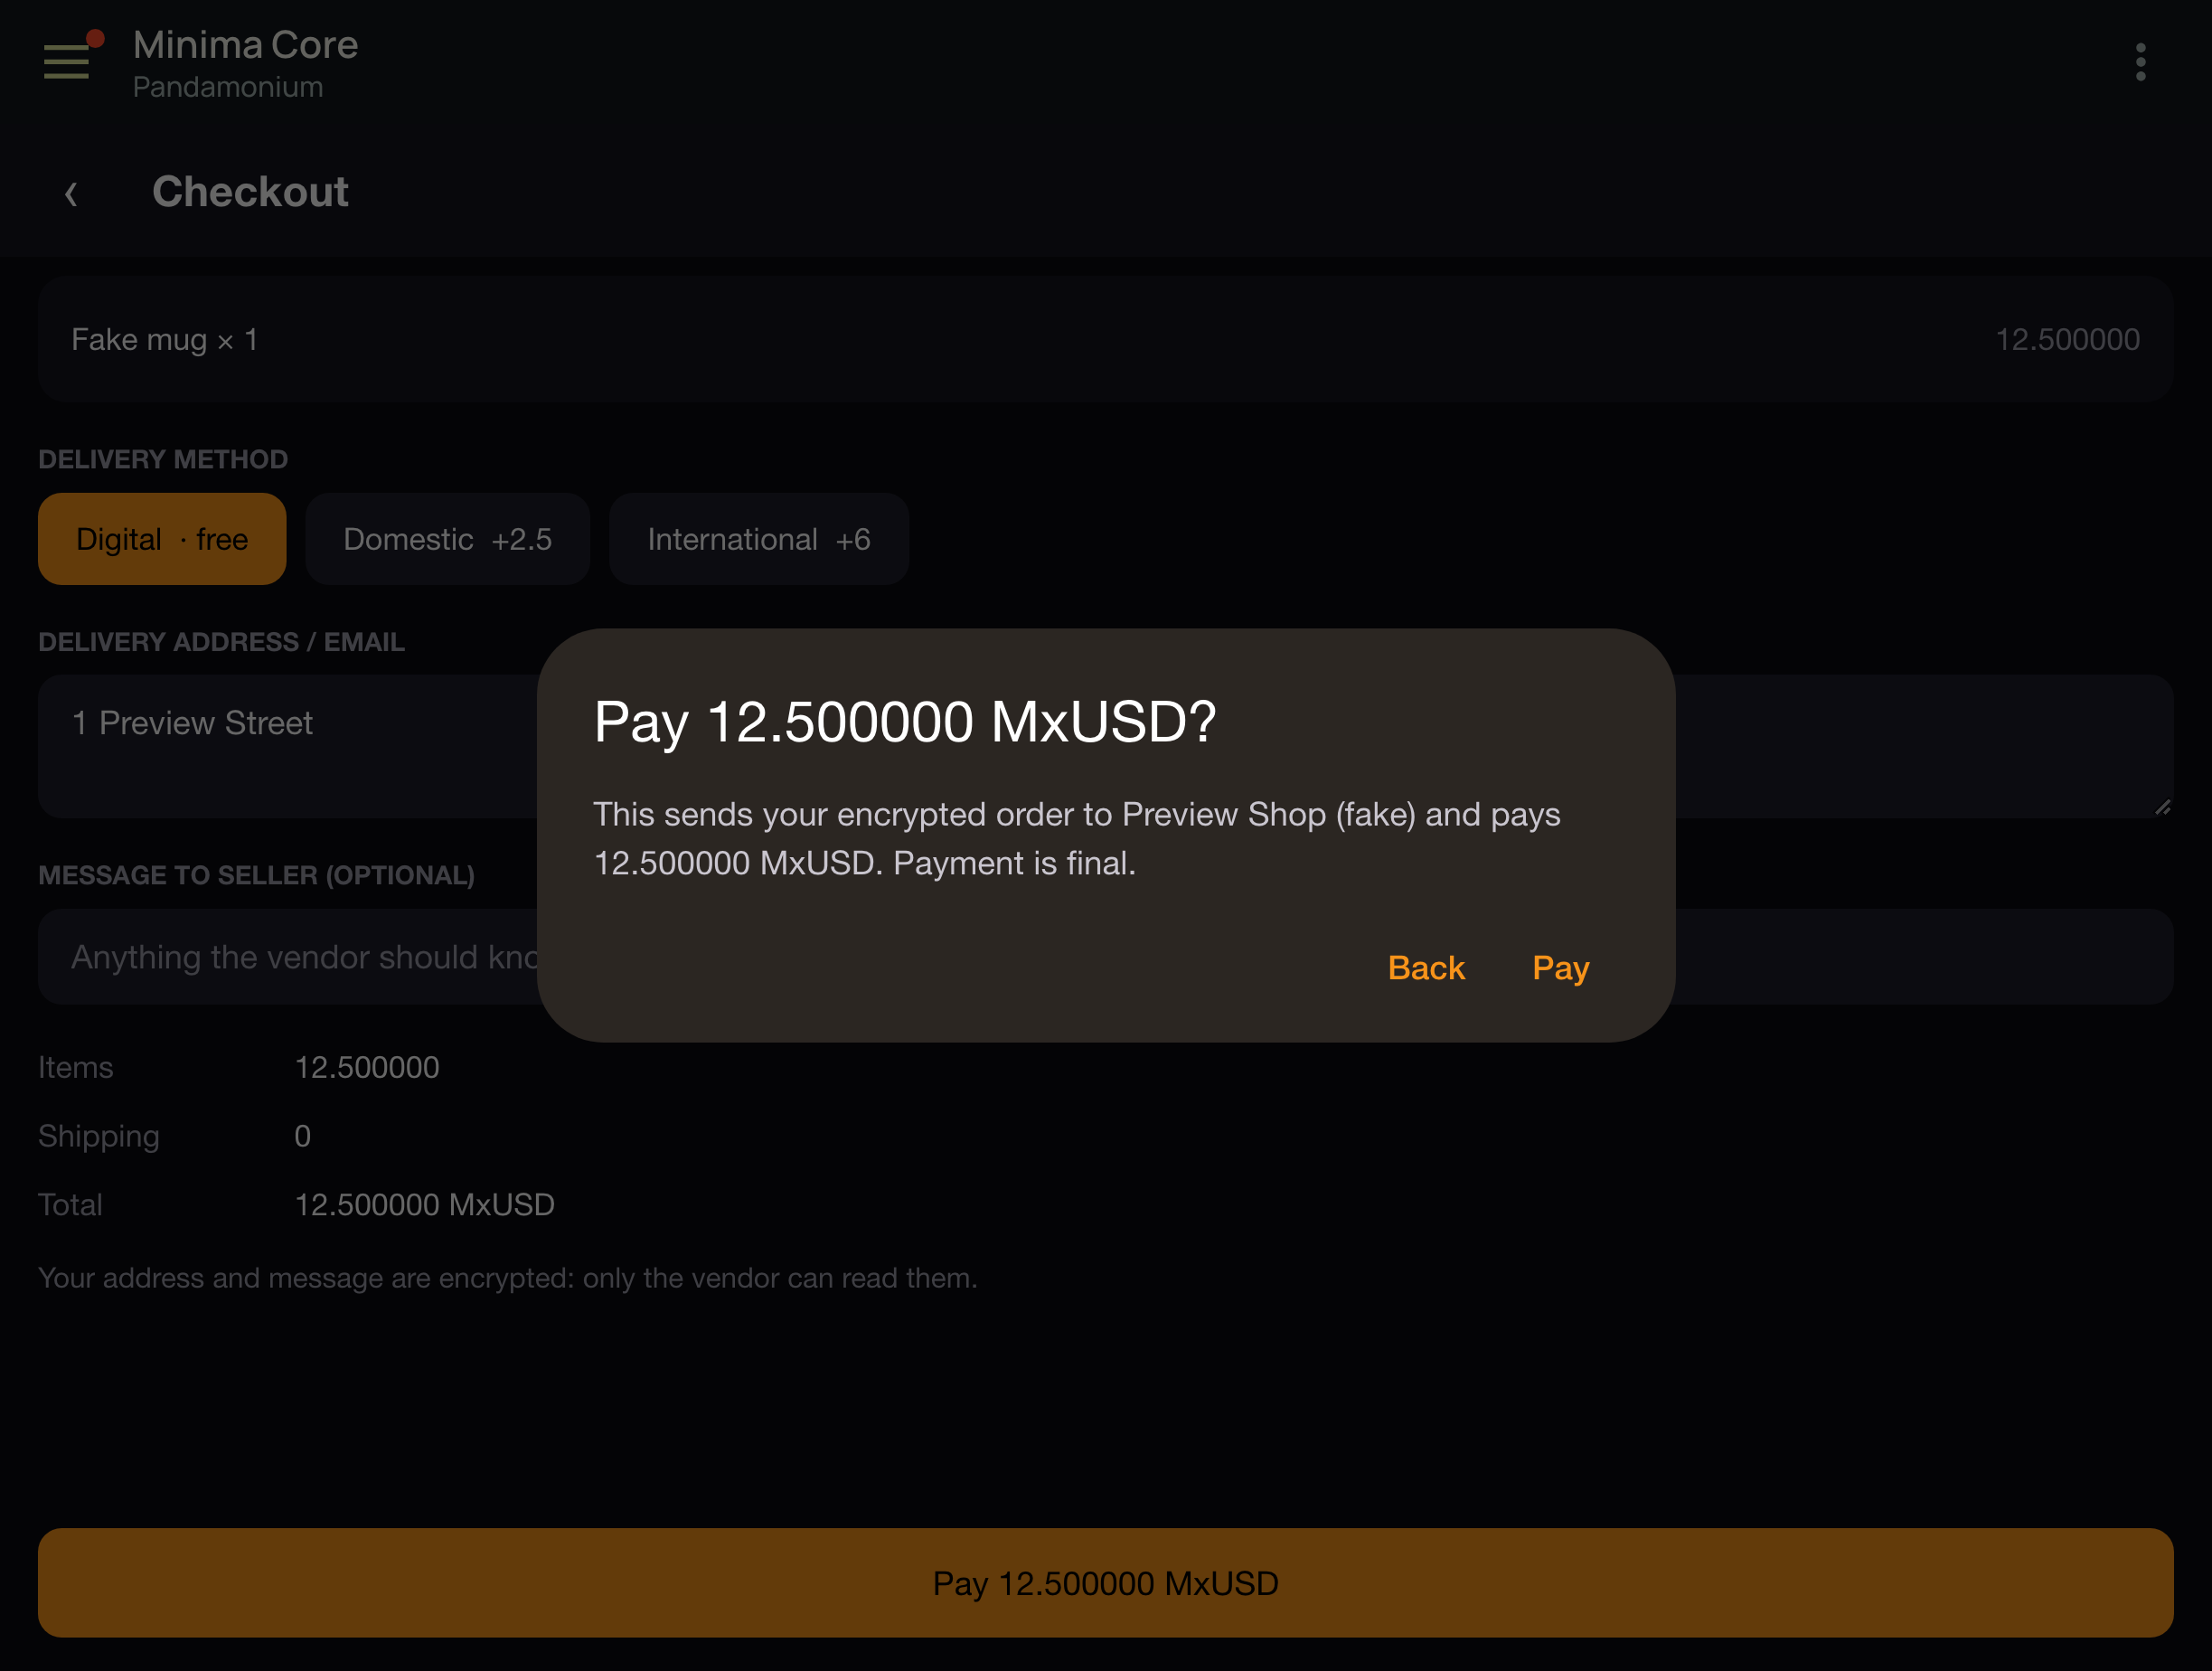 Minima Core
Pandamonium
‹ Checkout
Fake mug × 1 12.500000
DELIVERY METHOD
Digital · free Domestic +2.5 International +6
DELIVERY ADDRESS / EMAIL
1 Preview Street
MESSAGE TO SELLER (OPTIONAL)
Anything the vendor should kno
Pay 12.500000 MxUSD?
This sends your encrypted order to Preview Shop (fake) and pays
12.500000 MxUSD. Payment is final.
Back Pay
Items 12.500000
Shipping 0
Total 12.500000 MxUSD
Your address and message are encrypted: only the vendor can read them.
Pay 12.500000 MxUSD